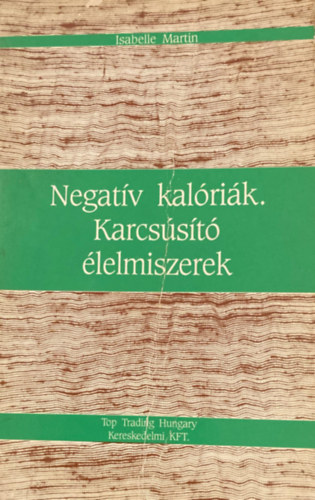 Isabelle Martin
Negatív kalóriák.
Karcsúsító
élelmiszerek
Top Trading Hungary
Kereskedelmi KFT.